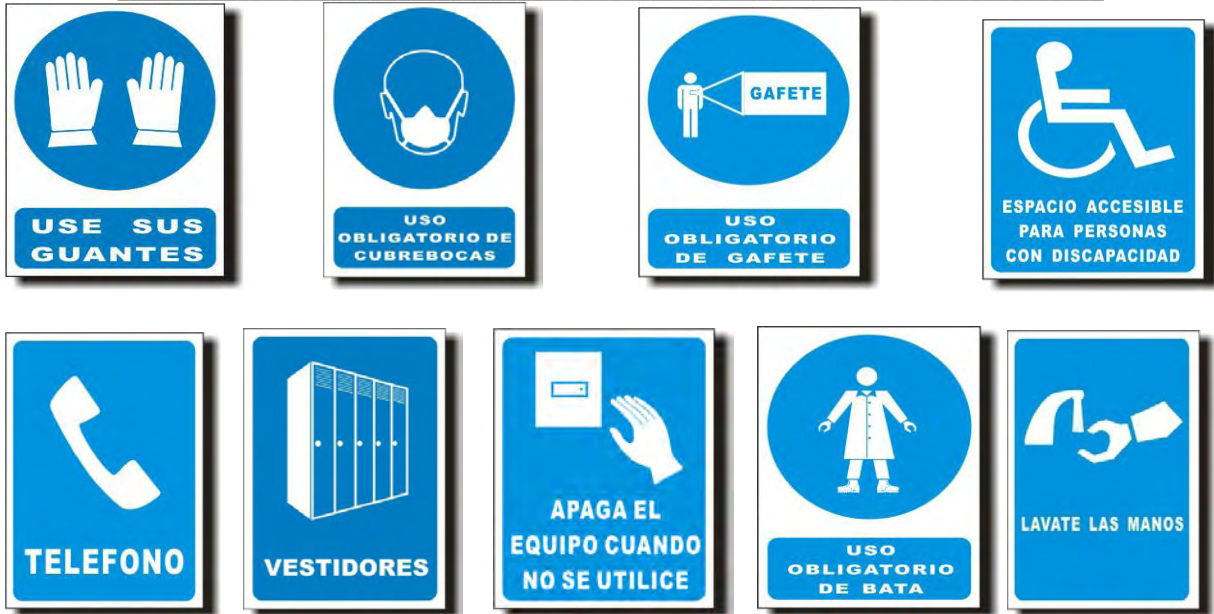 USE SUS
GUANTES
USO
OBLIGATORIO DE
CUBREBOCAS
GAFETE
USO
OBLIGATORIO
DE GAFETE
ESPACIO ACCESIBLE
PARA PERSONAS
CON DISCAPACIDAD
TELEFONO
VESTIDORES
APAGA EL
EQUIPO CUANDO
NO SE UTILICE
USO
OBLIGATORIO
DE BATA
LAVATE LAS MANOS